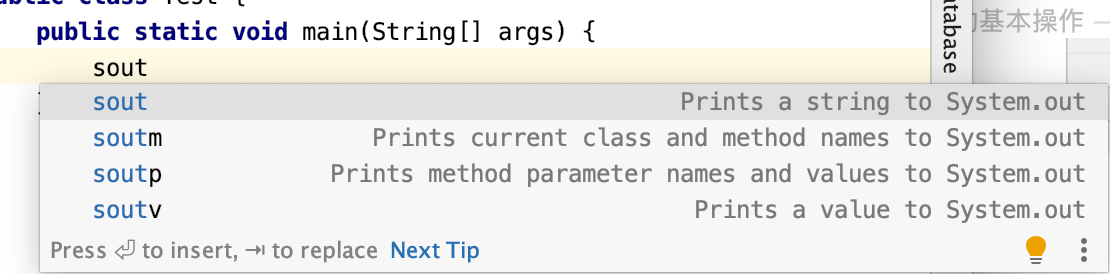 public class Test {
public static void main(String[] args) {
sout
sout Prints a string to System.out
soutm Prints current class and method names to System.out
soutp Prints method parameter names and values to System.out
soutv Prints a value to System.out
Press ⏎ to insert, ⇥ to replace Next Tip
atabase
的基本操作 —